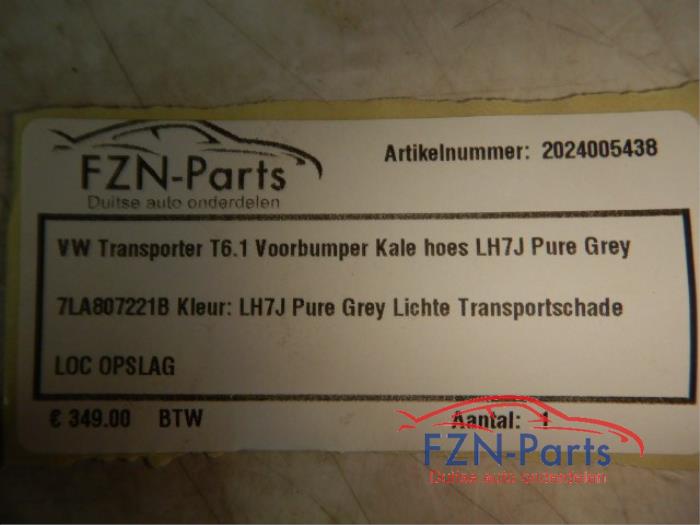 Artikelnummer: 2024005438
FZN-Parts
Duitse auto onderdelen
VW Transporter T6.1 Voorbumper Kale hoes LH7J Pure Grey
7LA807221B Kleur: LH7J Pure Grey Lichte Transportschade
LOC OPSLAG
€ 349.00 BTW Aantal: 1
FZN-Parts
Duitse auto onderdelen